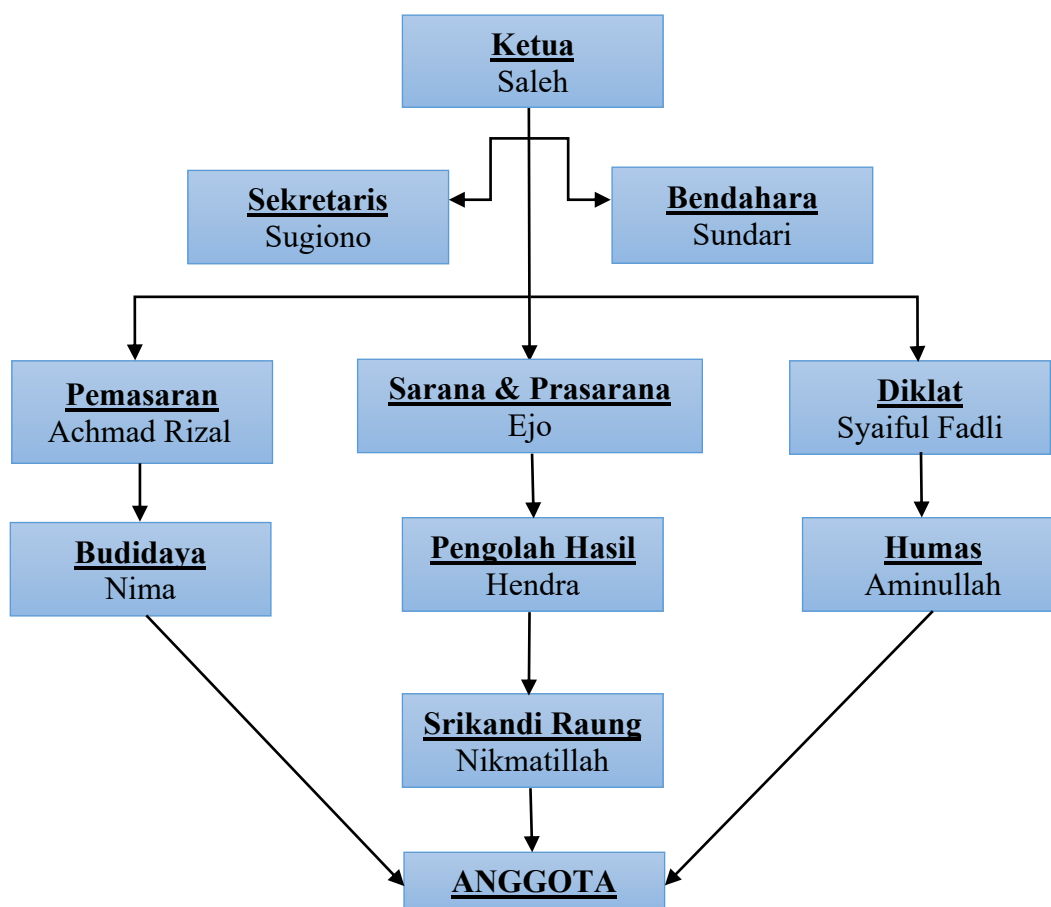 Ketua
Saleh
Sekretaris
Sugiono
Bendahara
Sundari
Pemasaran
Achmad Rizal
Sarana & Prasarana
Ejo
Diklat
Syaiful Fadli
Budidaya
Nima
Pengolah Hasil
Hendra
Humas
Aminullah
Srikandi Raung
Nikmatillah
ANGGOTA